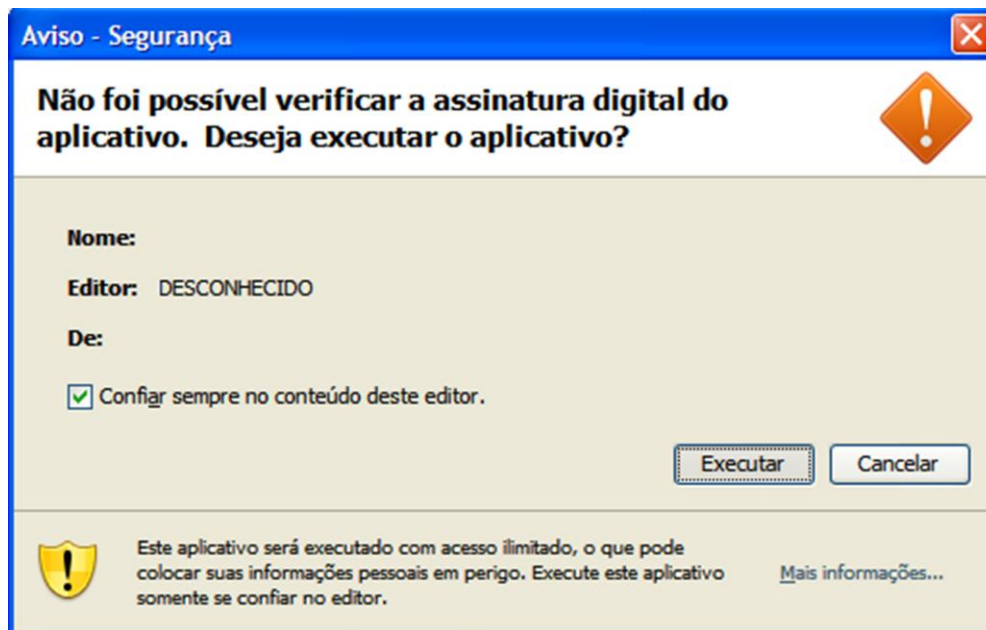 Aviso - Segurança
Não foi possível verificar a assinatura digital do
aplicativo.  Deseja executar o aplicativo?
Nome:
Editor: DESCONHECIDO
De:
Confiar sempre no conteúdo deste editor.
Executar Cancelar
Este aplicativo será executado com acesso ilimitado, o que pode
colocar suas informações pessoais em perigo. Execute este aplicativo
somente se confiar no editor.
Mais informações...